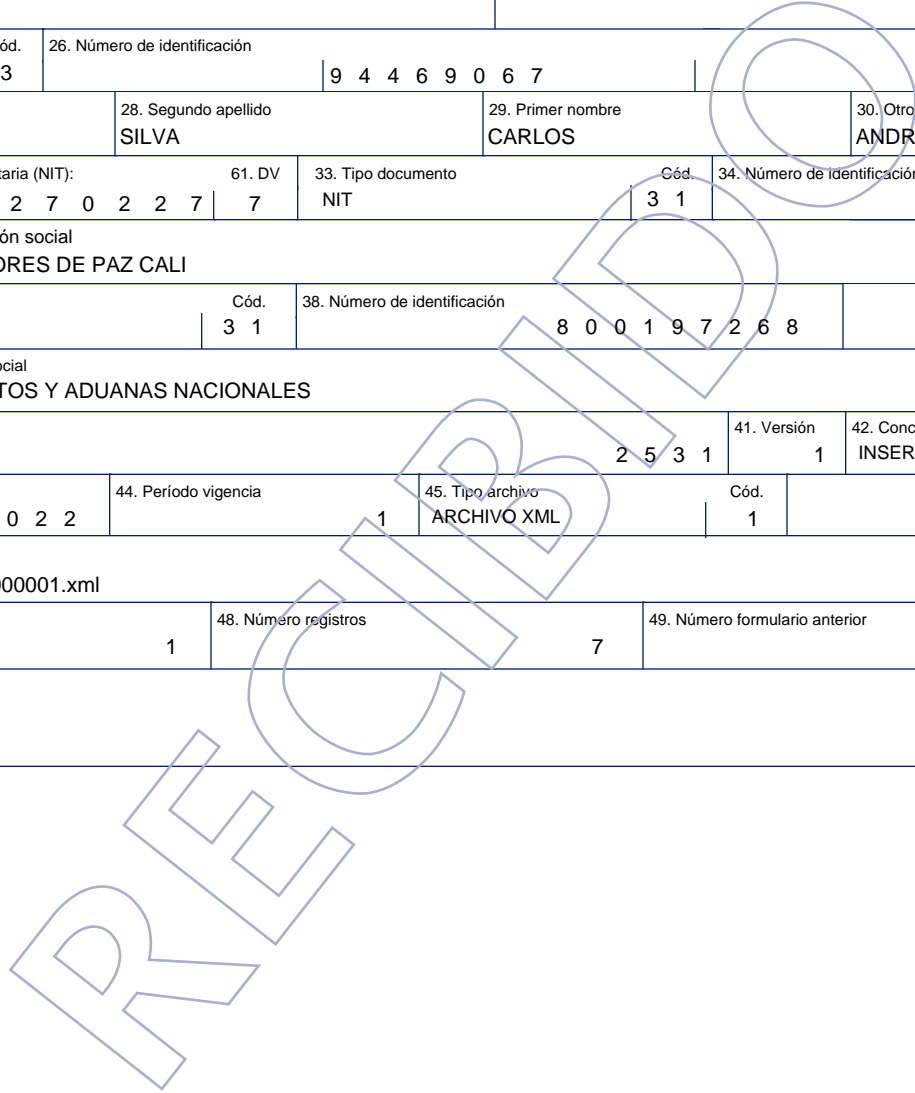 ód. 26. Número de identificación
3 9 4 4 6 9 0 6 7
28. Segundo apellido 29. Primer nombre 30. Otro
SILVA CARLOS ANDR
taria (NIT): 61. DV 33. Tipo documento Cód. 34. Número de identificación
2 7 0 2 2 7 7 NIT 3 1
ón social
ORES DE PAZ CALI
Cód. 38. Número de identificación
3 1 8 0 0 1 9 7 2 6 8
ocial
TOS Y ADUANAS NACIONALES
41. Versión 42. Conc
2 5 3 1 1 INSER
44. Período vigencia 45. Tipo archivo Cód.
0 2 2 1 ARCHIVO XML 1
000001.xml
48. Número registros 49. Número formulario anterior
1 7
RECIBIDO